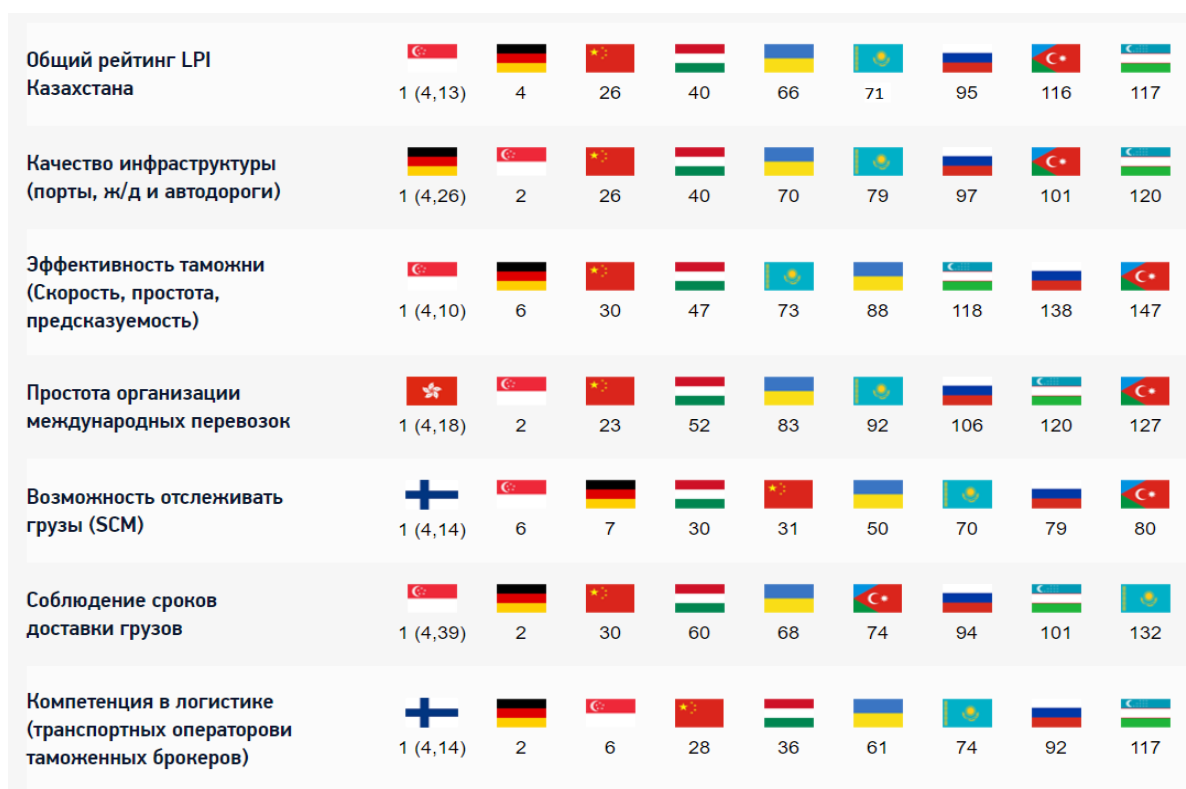 Общий рейтинг LPI
Казахстана
1 (4,13) 4 26 40 66 71 95 116 117
Качество инфраструктуры
(порты, ж/д и автодороги)
1 (4,26) 2 26 40 70 79 97 101 120
Эффективность таможни
(Скорость, простота,
предсказуемость)
1 (4,10) 6 30 47 73 88 118 138 147
Простота организации
международных перевозок
1 (4,18) 2 23 52 83 92 106 120 127
Возможность отслеживать
грузы (SCM)
1 (4,14) 6 7 30 31 50 70 79 80
Соблюдение сроков
доставки грузов
1 (4,39) 2 30 60 68 74 94 101 132
Компетенция в логистике
(транспортных операторови
таможенных брокеров)
1 (4,14) 2 6 28 36 61 74 92 117